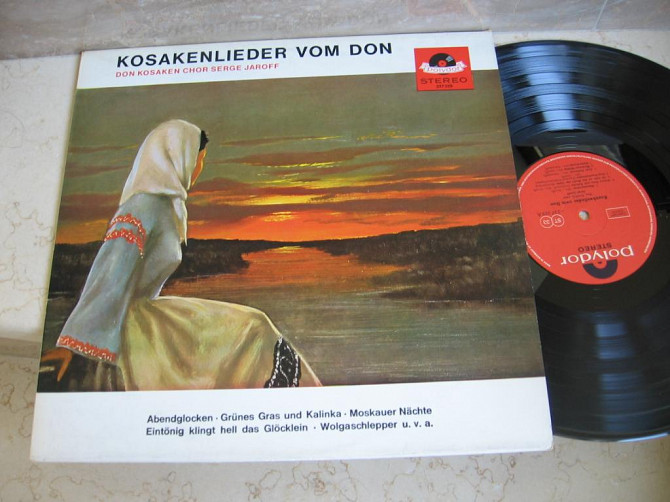 KOSAKENLIEDER VOM DON
DON KOSAKEN CHOR SERGE JAROFF
Polydor
STEREO
Abendglocken · Grünes Gras und Kalinka · Moskauer Nächte
Eintönig klingt hell das Glöcklein · Wolgaschlepper u. v. a.
polydor
STEREO